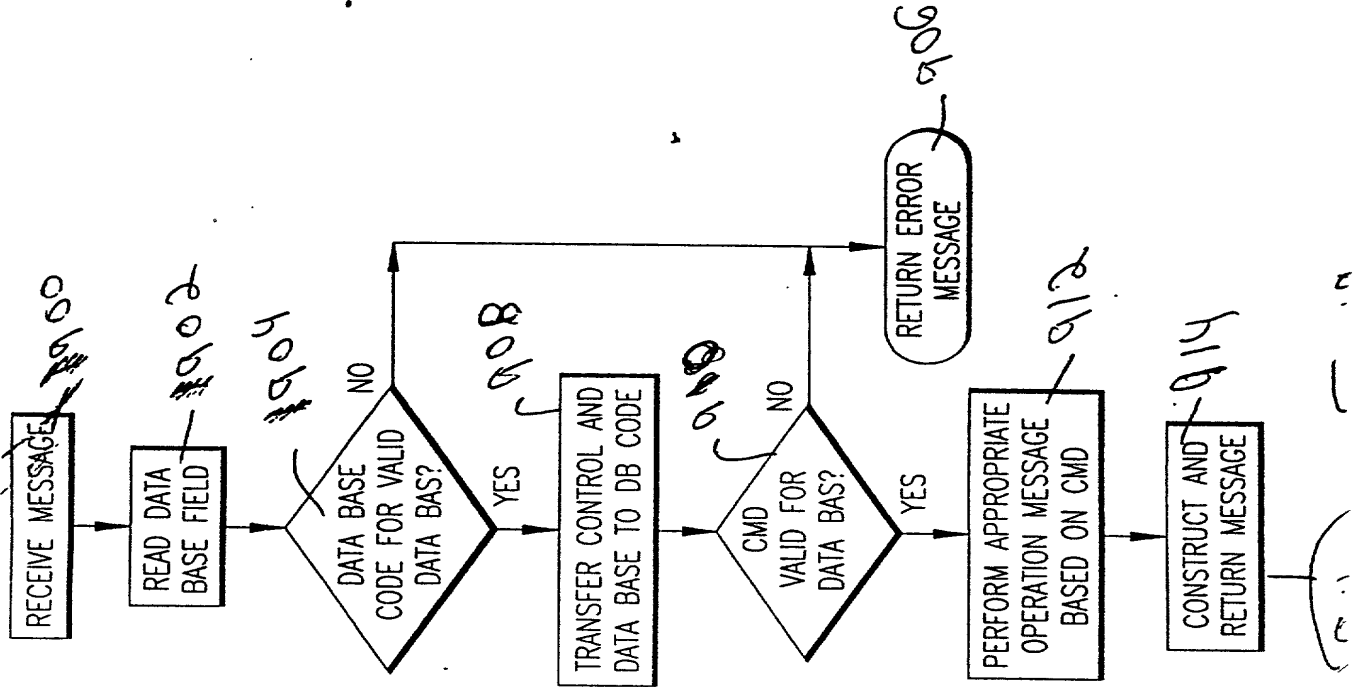 RECEIVE MESSAGE
900
READ DATA
BASE FIELD
902
DATA BASE
CODE FOR VALID
DATA BAS?
904
NO
YES
TRANSFER CONTROL AND
DATA BASE TO DB CODE
908
CMD
VALID FOR
DATA BAS?
NO
YES
RETURN ERROR
MESSAGE
906
PERFORM APPROPRIATE
OPERATION MESSAGE
BASED ON CMD
912
CONSTRUCT AND
RETURN MESSAGE
914